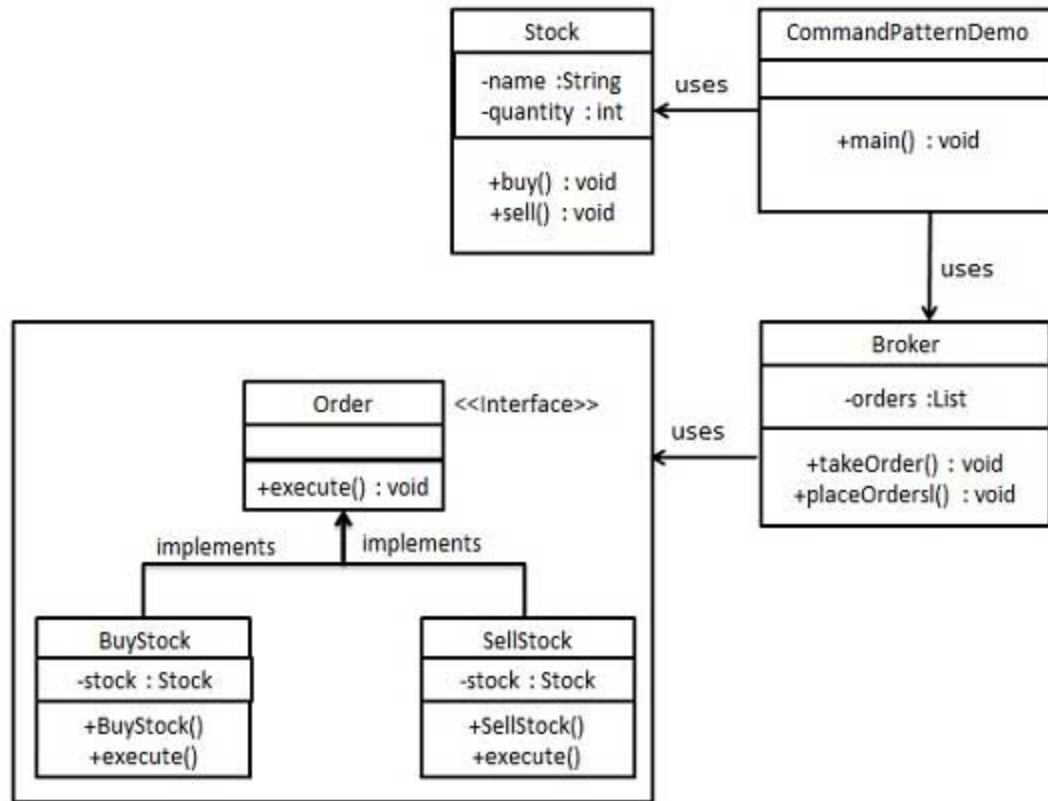 Stock
-name :String
-quantity : int
+buy() : void
+sell() : void
uses
CommandPatternDemo
+main() : void
uses
Broker
-orders :List
+takeOrder() : void
+placeOrdersl() : void
uses
Order
<<Interface>>
+execute() : void
implements
implements
BuyStock
-stock : Stock
+BuyStock()
+execute()
SellStock
-stock : Stock
+SellStock()
+execute()